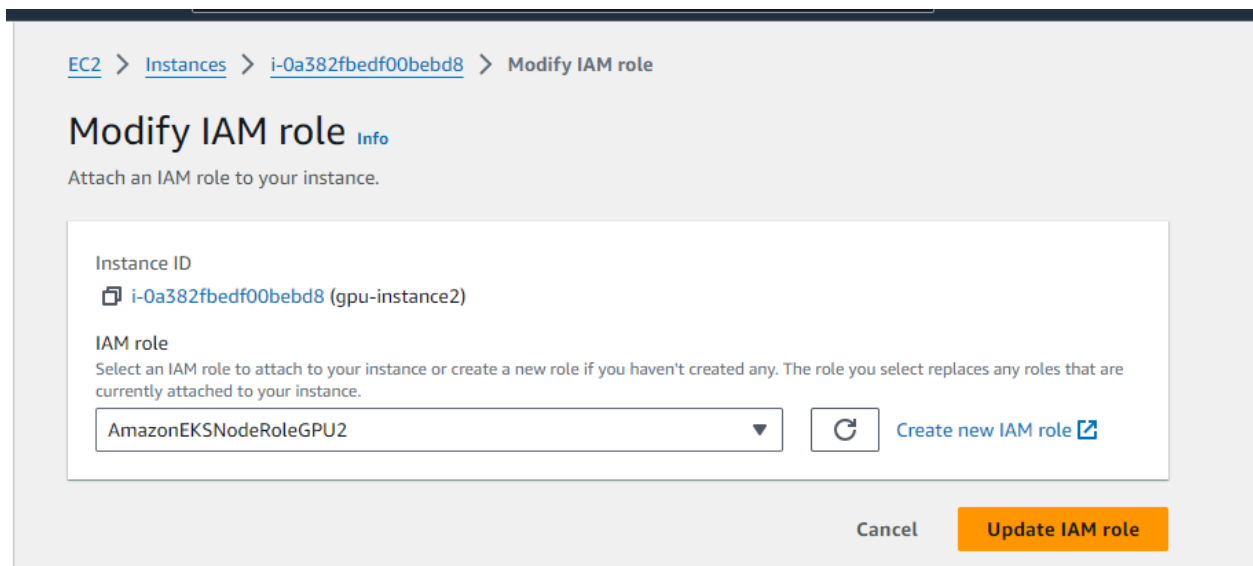 EC2 > Instances > i-0a382fbedf00bebd8 > Modify IAM role
Modify IAM role Info
Attach an IAM role to your instance.
Instance ID
i-0a382fbedf00bebd8 (gpu-instance2)
IAM role
Select an IAM role to attach to your instance or create a new role if you haven't created any. The role you select replaces any roles that are
currently attached to your instance.
AmazonEKSNodeRoleGPU2
Create new IAM role
Cancel
Update IAM role